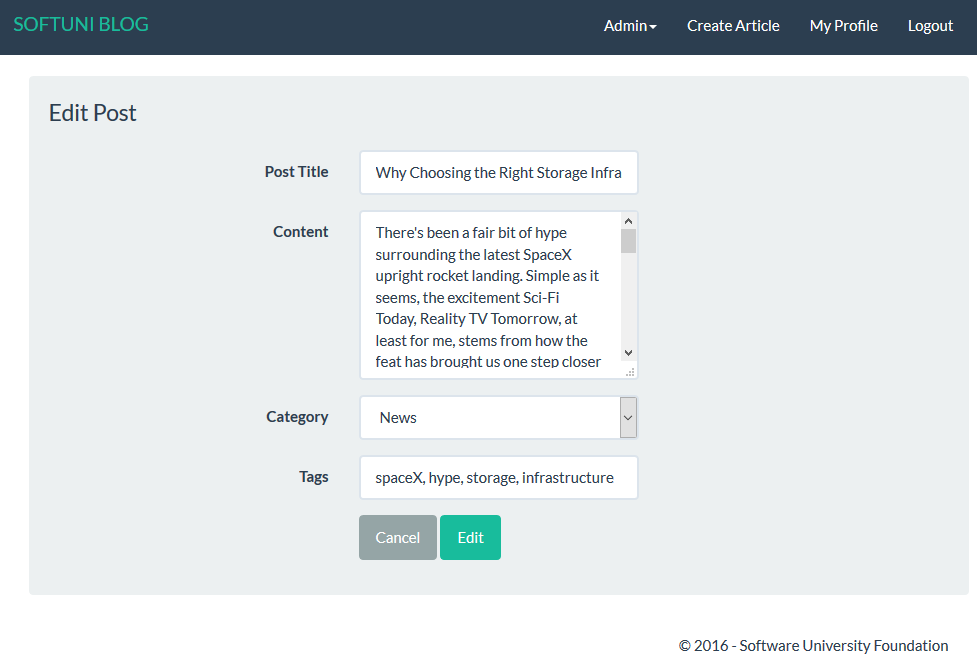 SOFTUNI BLOG
Admin
Create Article
My Profile
Logout
Edit Post
Post Title
Why Choosing the Right Storage Infra
Content
There's been a fair bit of hype
surrounding the latest SpaceX
upright rocket landing. Simple as it
seems, the excitement Sci-Fi
Today, Reality TV Tomorrow, at
least for me, stems from how the
feat has brought us one step closer
Category
News
Tags
spaceX, hype, storage, infrastructure
Cancel
Edit
© 2016 - Software University Foundation